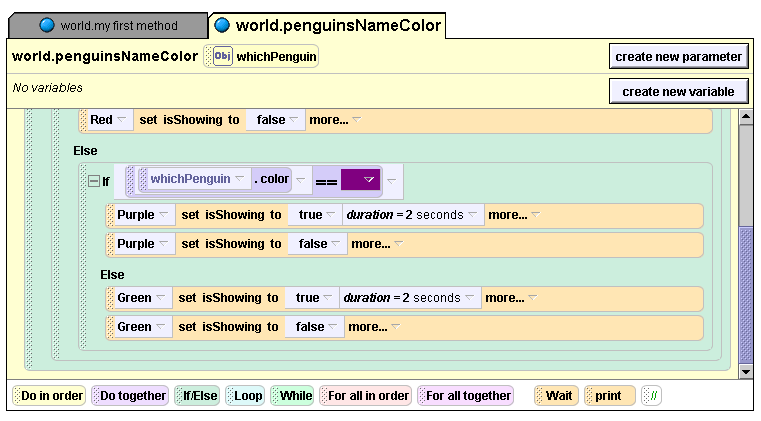 world.my first method world.penguinsNameColor
world.penguinsNameColor Obj whichPenguin create new parameter
No variables create new variable
Red set isShowing to false more...
Else
If whichPenguin . color ==
Purple set isShowing to true duration = 2 seconds more...
Purple set isShowing to false more...
Else
Green set isShowing to true duration = 2 seconds more...
Green set isShowing to false more...
Do in order Do together If/Else Loop While For all in order For all together Wait print //